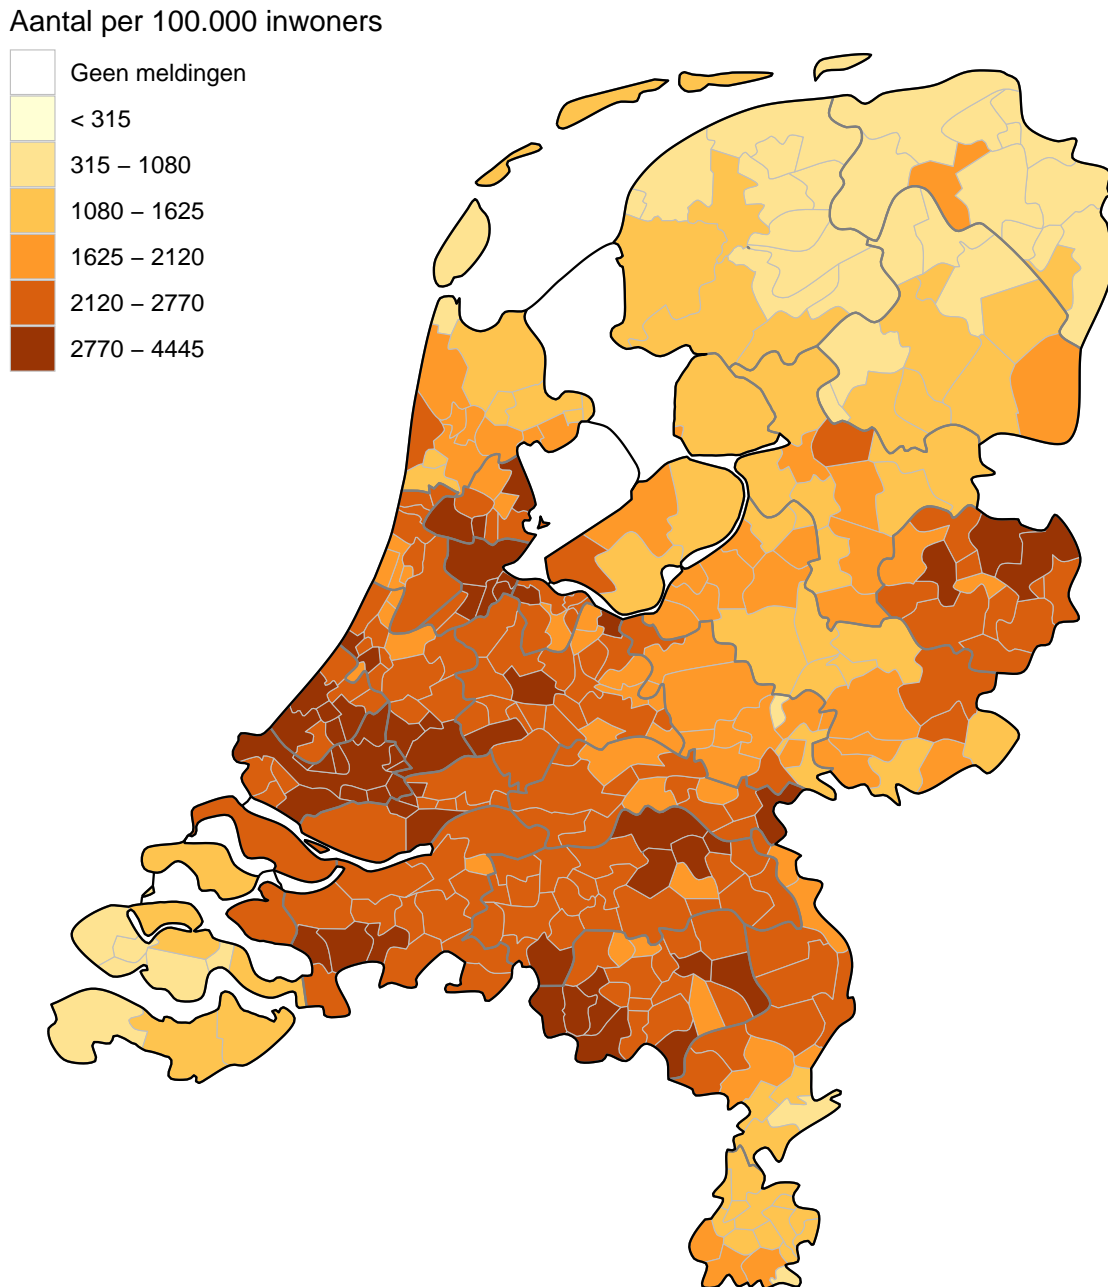 Aantal per 100.000 inwoners
Geen meldingen
< 315
315 – 1080
1080 – 1625
1625 – 2120
2120 – 2770
2770 – 4445